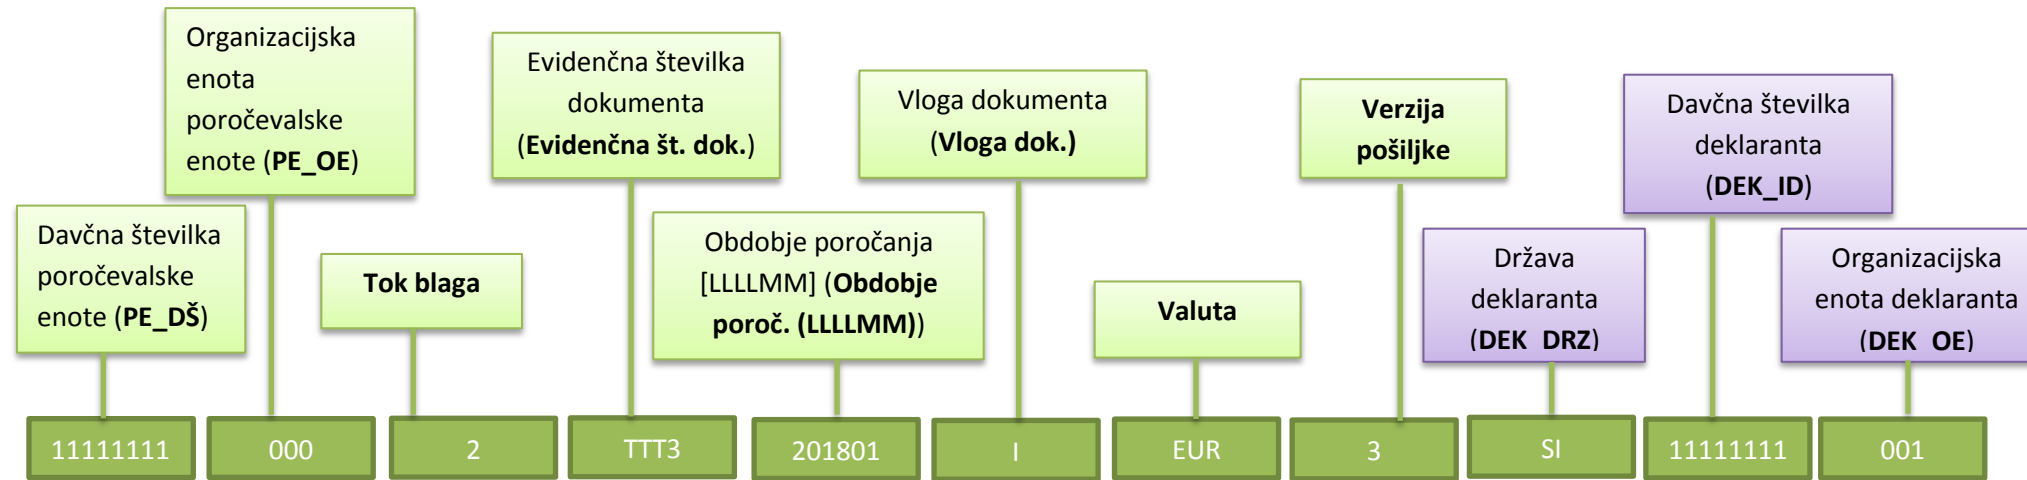 Organizacijska
enota
poročevalske
enote (PE_OE)
Evidenčna številka
dokumenta
(Evidenčna št. dok.)
Vloga dokumenta
(Vloga dok.)
Verzija
pošiljke
Davčna številka
deklaranta
(DEK_ID)
Davčna številka
poročevalske
enote (PE_DŠ)
Tok blaga
Obdobje poročanja
[LLLLMM] (Obdobje
poroč. (LLLLMM))
Valuta
Država
deklaranta
(DEK_DRZ)
Organizacijska
enota deklaranta
(DEK_OE)
11111111 000 2 TTT3 201801 I EUR 3 SI 11111111 001